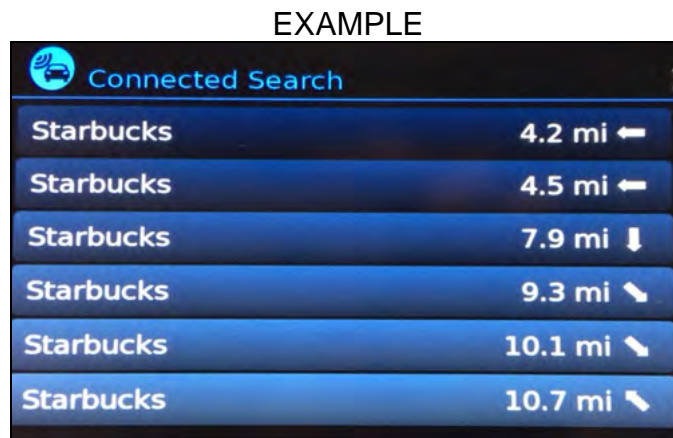 EXAMPLE
Connected Search
Starbucks 4.2 mi
Starbucks 4.5 mi
Starbucks 7.9 mi
Starbucks 9.3 mi
Starbucks 10.1 mi
Starbucks 10.7 mi